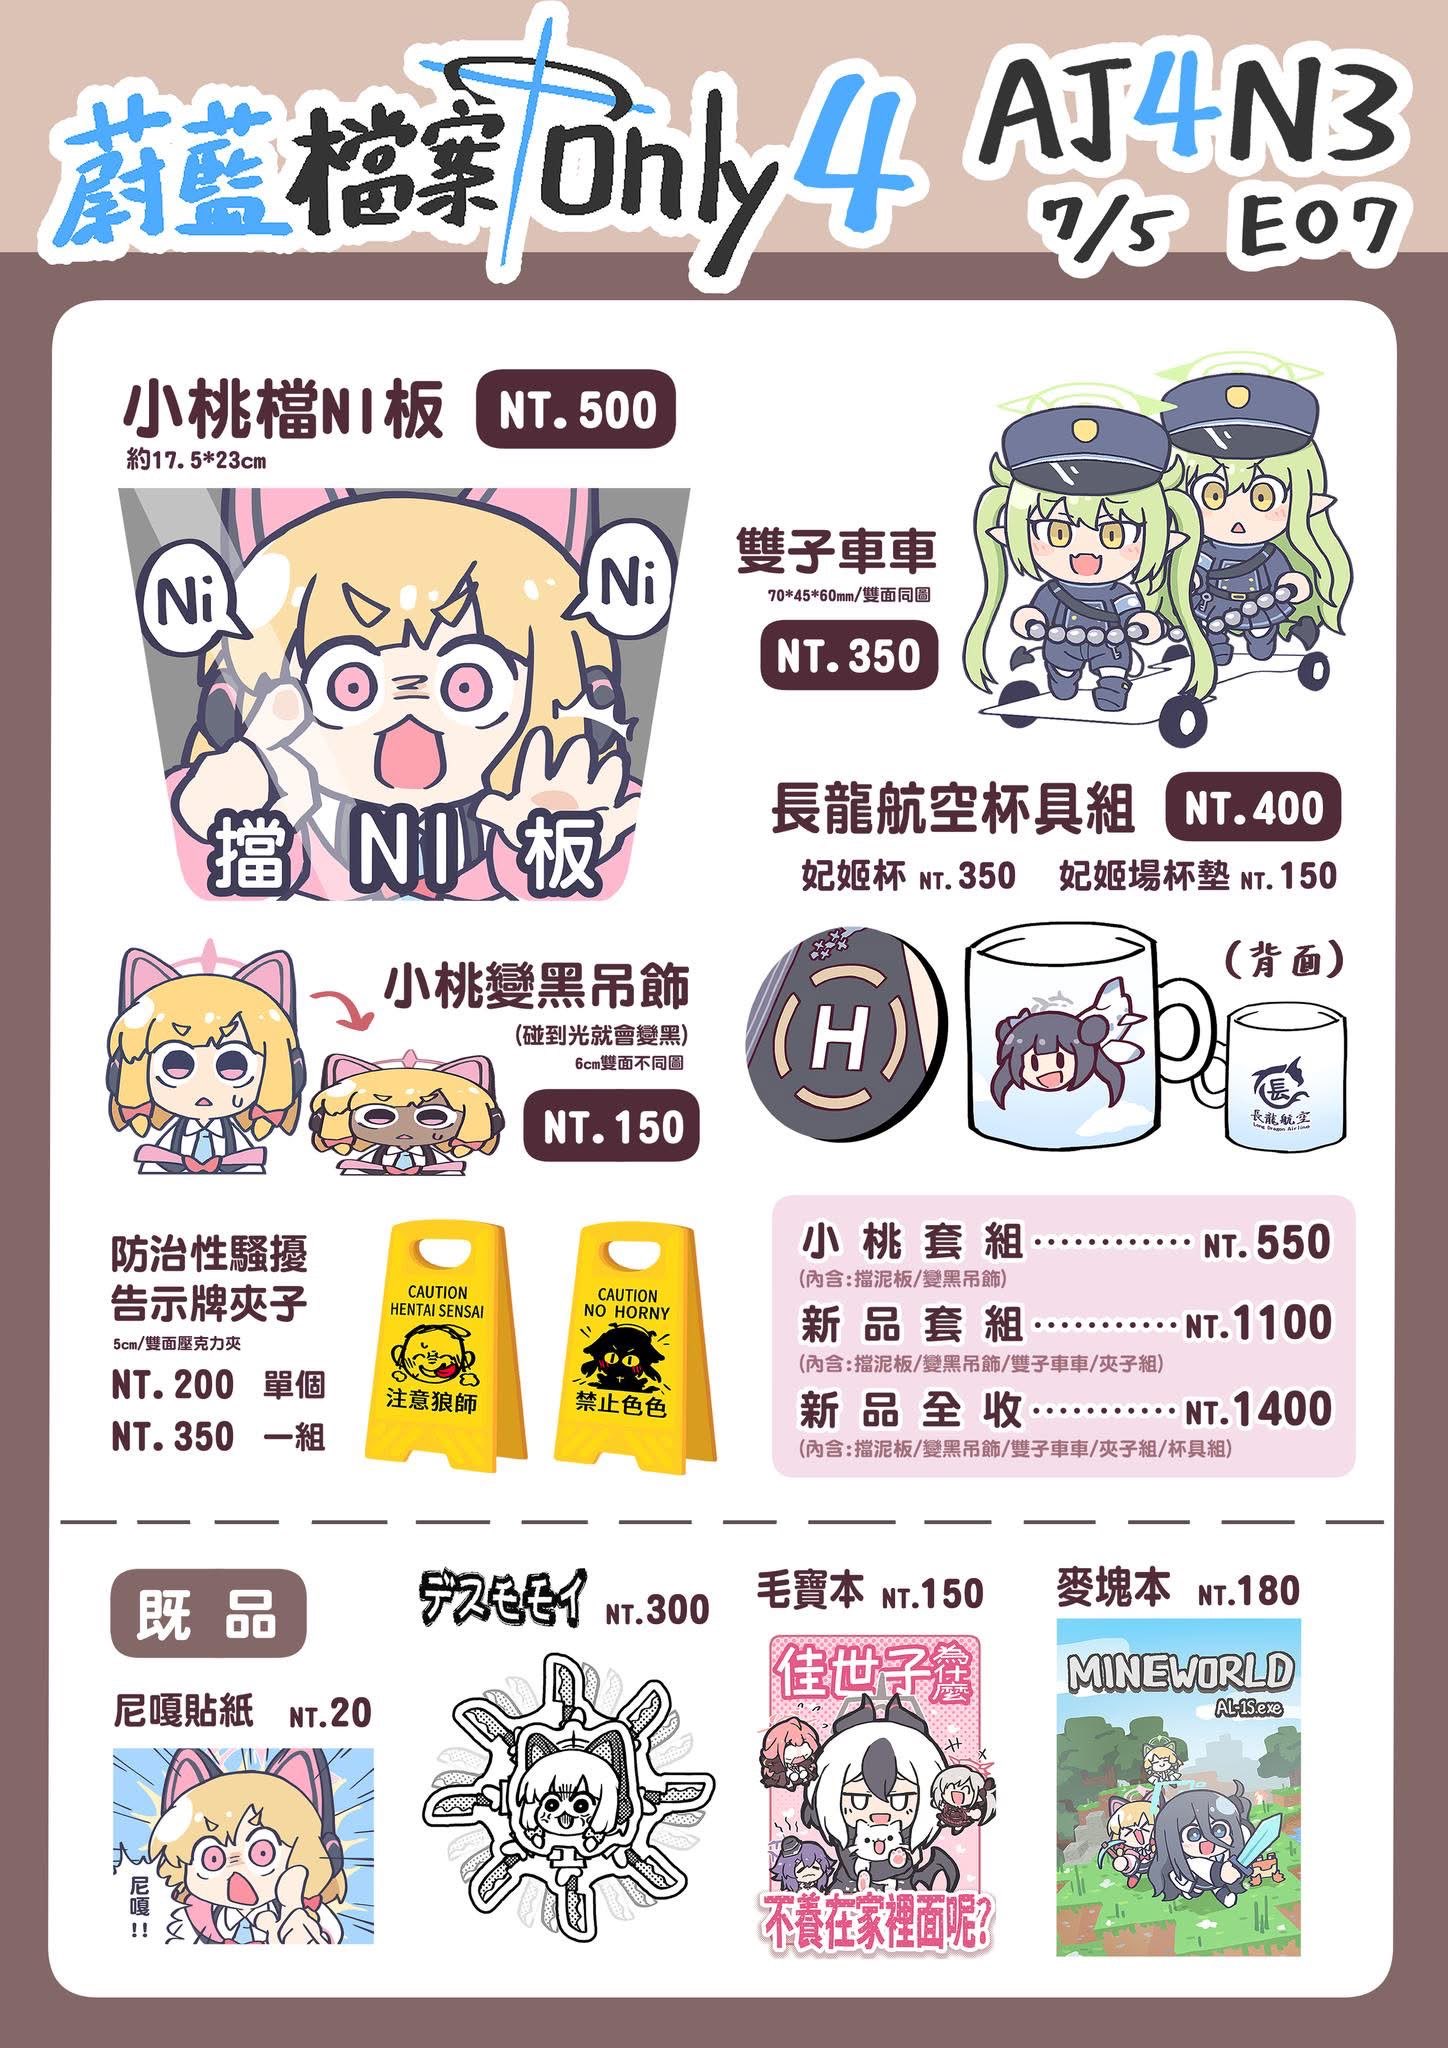 蔚藍檔案only4
AJ4N3
7/5 E07
小桃檔NI板 NT.500
約17.5*23cm
Ni
Ni
擋 NI 板
雙子車車
70*45*60mm/雙面同圖
NT.350
長龍航空杯具組 NT.400
妃姬杯 NT.350 妃姬場杯墊 NT.150
(背面)
H
長
長龍航空
Long Dragon Airlines
小桃變黑吊飾
(碰到光就會變黑)
6cm雙面不同圖
NT.150
防治性騷擾
告示牌夾子
5cm/雙面壓克力夾
NT.200 單個
NT.350 一組
CAUTION
HENTAI SENSAI
注意狼師
CAUTION
NO HORNY
禁止色色
小桃套組············NT.550
(內含:擋泥板/變黑吊飾)
新品套組···········NT.1100
(內含:擋泥板/變黑吊飾/雙子車車/夾子組)
新品全收···········NT.1400
(內含:擋泥板/變黑吊飾/雙子車車/夾子組/杯具組)
既品
尼嘎貼紙 NT.20
尼嘎!!
デスモモイ NT.300
毛寶本 NT.150
佳世子為什麼
不養在家裡面呢?
麥塊本 NT.180
MINEWORLD
AL-1S.exe